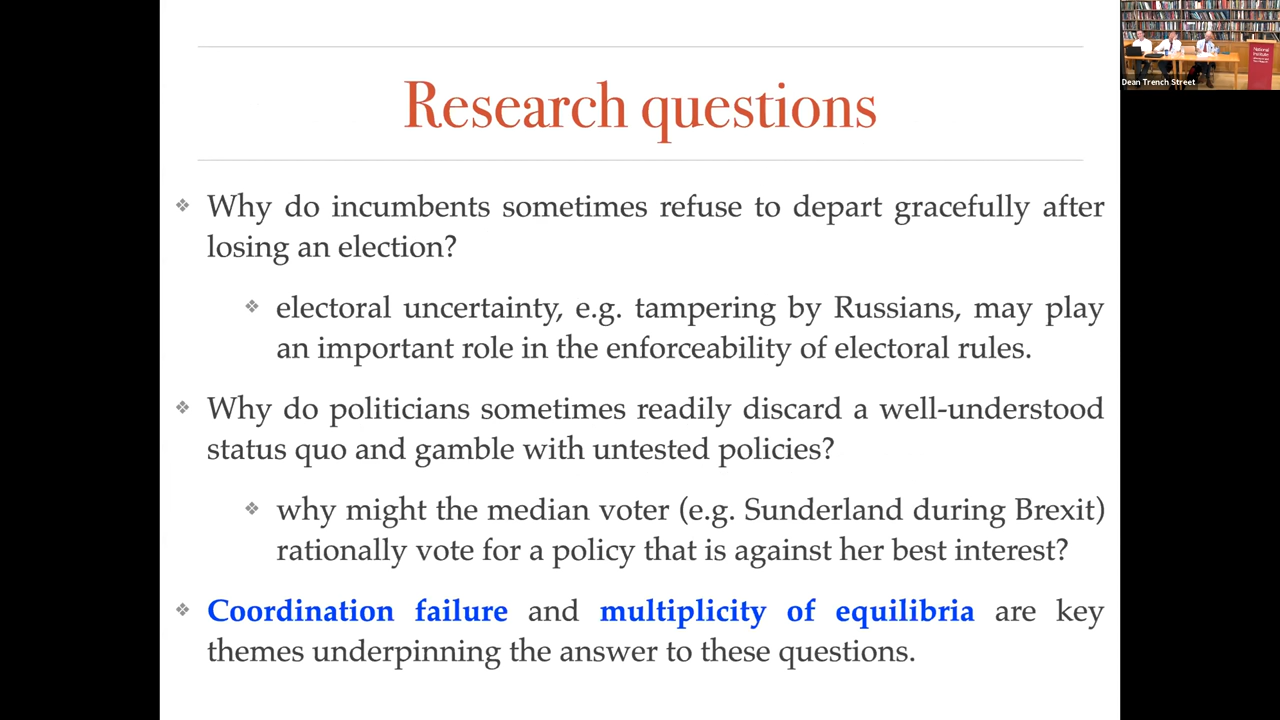 Research questions
❖ Why do incumbents sometimes refuse to depart gracefully after
losing an election?
❖ electoral uncertainty, e.g. tampering by Russians, may play
an important role in the enforceability of electoral rules.
❖ Why do politicians sometimes readily discard a well-understood
status quo and gamble with untested policies?
❖ why might the median voter (e.g. Sunderland during Brexit)
rationally vote for a policy that is against her best interest?
❖ Coordination failure and multiplicity of equilibria are key
themes underpinning the answer to these questions.
National
Institute
Dean Trench Street